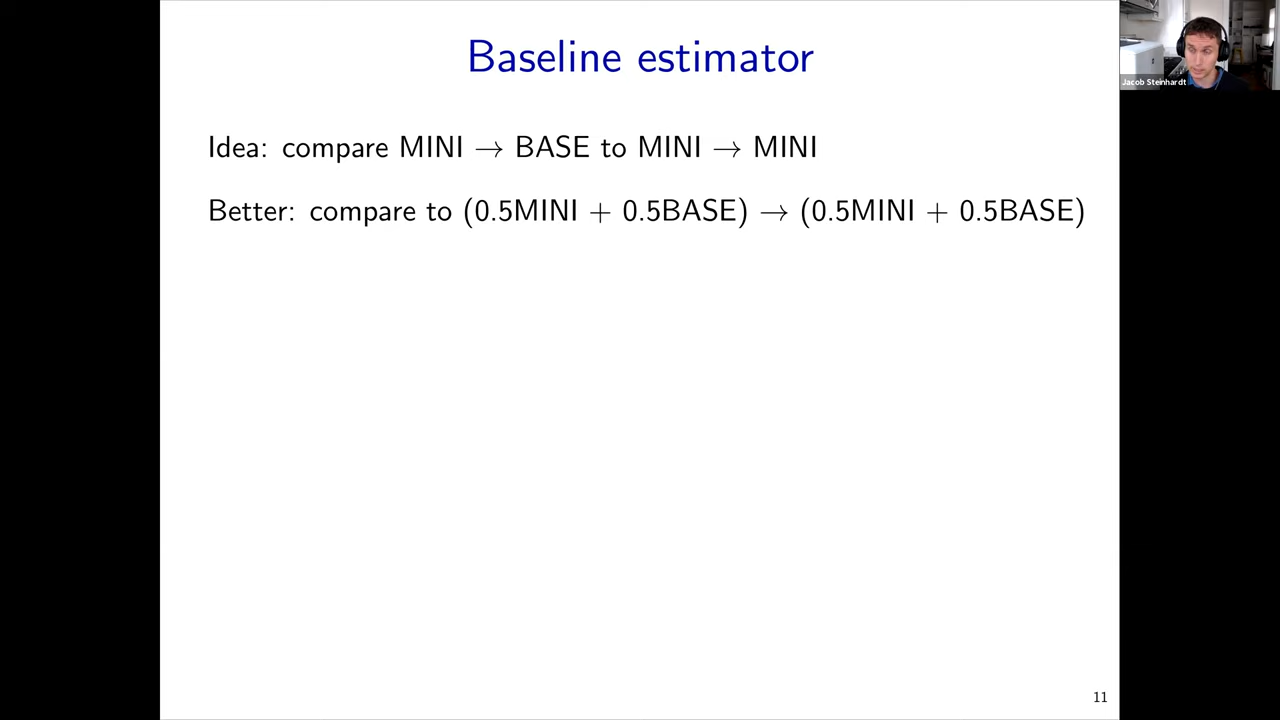 Baseline estimator
Jacob Steinhardt
Idea: compare MINI → BASE to MINI → MINI
Better: compare to (0.5MINI + 0.5BASE) → (0.5MINI + 0.5BASE)
11